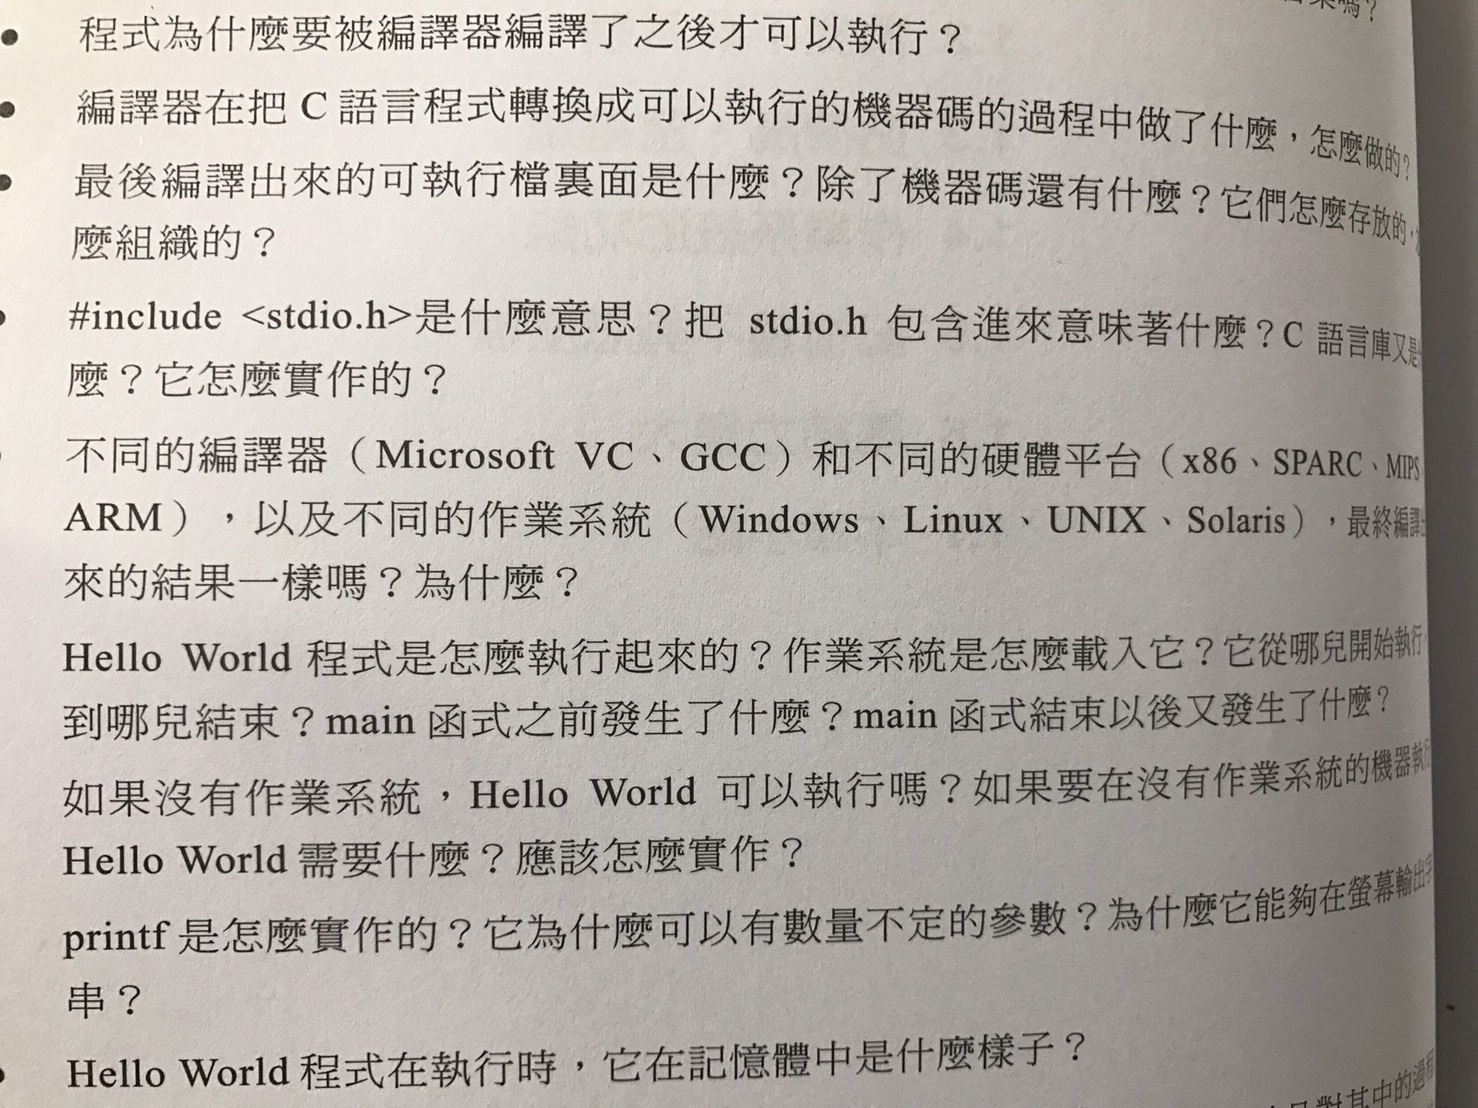 嗎？
• 程式為什麼要被編譯器編譯了之後才可以執行？
• 編譯器在把 C 語言程式轉換成可以執行的機器碼的過程中做了什麼，怎麼做的？
• 最後編譯出來的可執行檔裏面是什麼？除了機器碼還有什麼？它們怎麼存放的，
麼組織的？
• #include <stdio.h>是什麼意思？把 stdio.h 包含進來意味著什麼？C 語言庫又是
麼？它怎麼實作的？
不同的編譯器（Microsoft VC、GCC）和不同的硬體平台（x86、SPARC、MIPS
ARM），以及不同的作業系統（Windows、Linux、UNIX、Solaris），最終編譯出
來的結果一樣嗎？為什麼？
Hello World 程式是怎麼執行起來的？作業系統是怎麼載入它？它從哪兒開始執行，
到哪兒結束？main 函式之前發生了什麼？main 函式結束以後又發生了什麼？
如果沒有作業系統，Hello World 可以執行嗎？如果要在沒有作業系統的機器執行
Hello World 需要什麼？應該怎麼實作？
printf 是怎麼實作的？它為什麼可以有數量不定的參數？為什麼它能夠在螢幕輸出字
串？
• Hello World 程式在執行時，它在記憶體中是什麼樣子？
對其中的過程